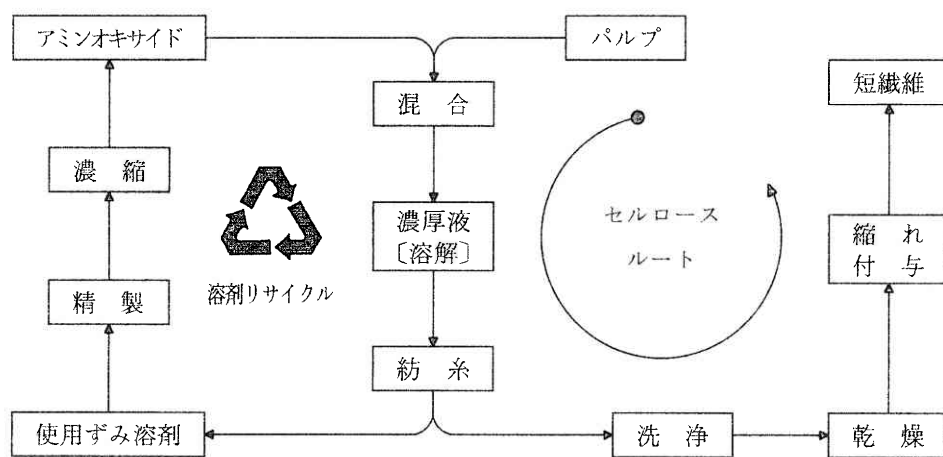 アミンオキサイド
パルプ
混 合
短繊維
濃 縮
濃厚液
〔溶解〕
セルロース
ルート
縮 れ
付 与
溶剤リサイクル
精 製
紡 糸
使用ずみ溶剤
洗 浄
乾 燥